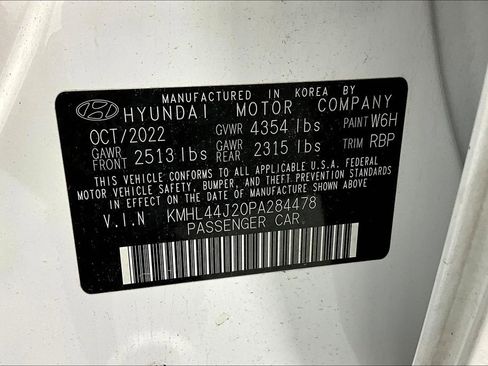 MANUFACTURED IN KOREA BY
HYUNDAI MOTOR COMPANY
OCT/2022 GVWR 4354 lbs PAINT W6H
GAWR FRONT 2513 lbs GAWR REAR 2315 lbs TRIM RBP
THIS VEHICLE CONFORMS TO ALL APPLICABLE U.S.A. FEDERAL
MOTOR VEHICLE SAFETY, BUMPER, AND THEFT PREVENTION STANDARDS
IN EFFECT ON THE DATE OF MANUFACTURE SHOWN ABOVE.
V.I.N KMHL44J20PA284478
PASSENGER CAR